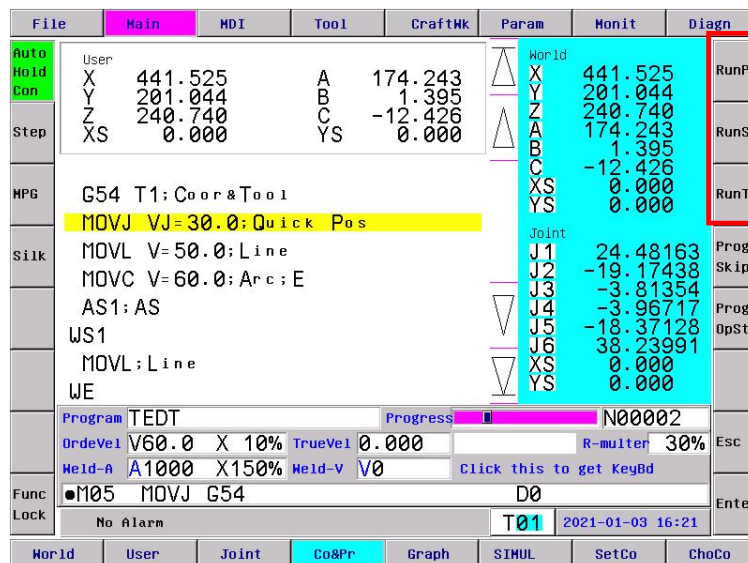 File Main MDI Tool CraftWk Param Monit Diagn
Auto
Hold
Con
Step
MPG
Silk
Func
Lock
User
X 441.525 A 174.243
Y 201.044 B 1.395
Z 240.740 C -12.426
XS 0.000 YS 0.000
G54 T1;Coor&Tool
MOVJ VJ=30.0;Quick Pos
MOVL V=50.0;Line
MOVC V=60.0;Arc;E
AS1;AS
WS1
MOVL;Line
WE
World
X 441.525
Y 201.044
Z 240.740
A 174.243
B 1.395
C -12.426
XS 0.000
YS 0.000
Joint
J1 24.48163
J2 -19.17438
J3 -3.81354
J4 -3.96717
J5 -18.37128
J6 38.23991
XS 0.000
YS 0.000
RunP
RunS
RunT
Prog
Skip
Prog
OpSt
Esc
Ente
Program TEDT Progress N00002
OrdeVel V60.0 X 10% TrueVel 0.000 R-multer 30%
Weld-A A1000 X150% Weld-V V0 Click this to get KeyBd
●M05 MOVJ G54 D0
No Alarm T01 2021-01-03 16:21
World User Joint Co&Pr Graph SIMUL SetCo ChoCo